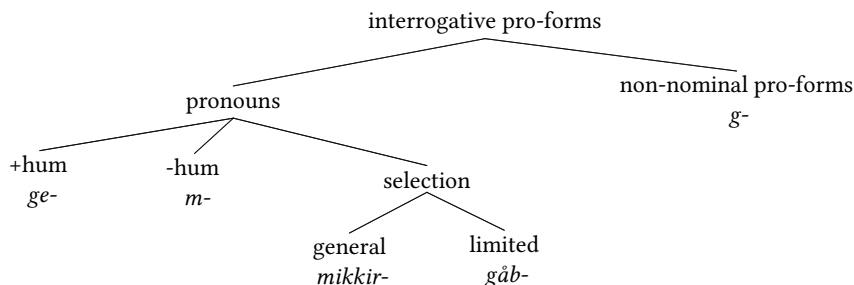 interrogative pro-forms
pronouns
non-nominal pro-forms
g-
+hum
ge-
-hum
m-
selection
general
mikkir-
limited
gåb-